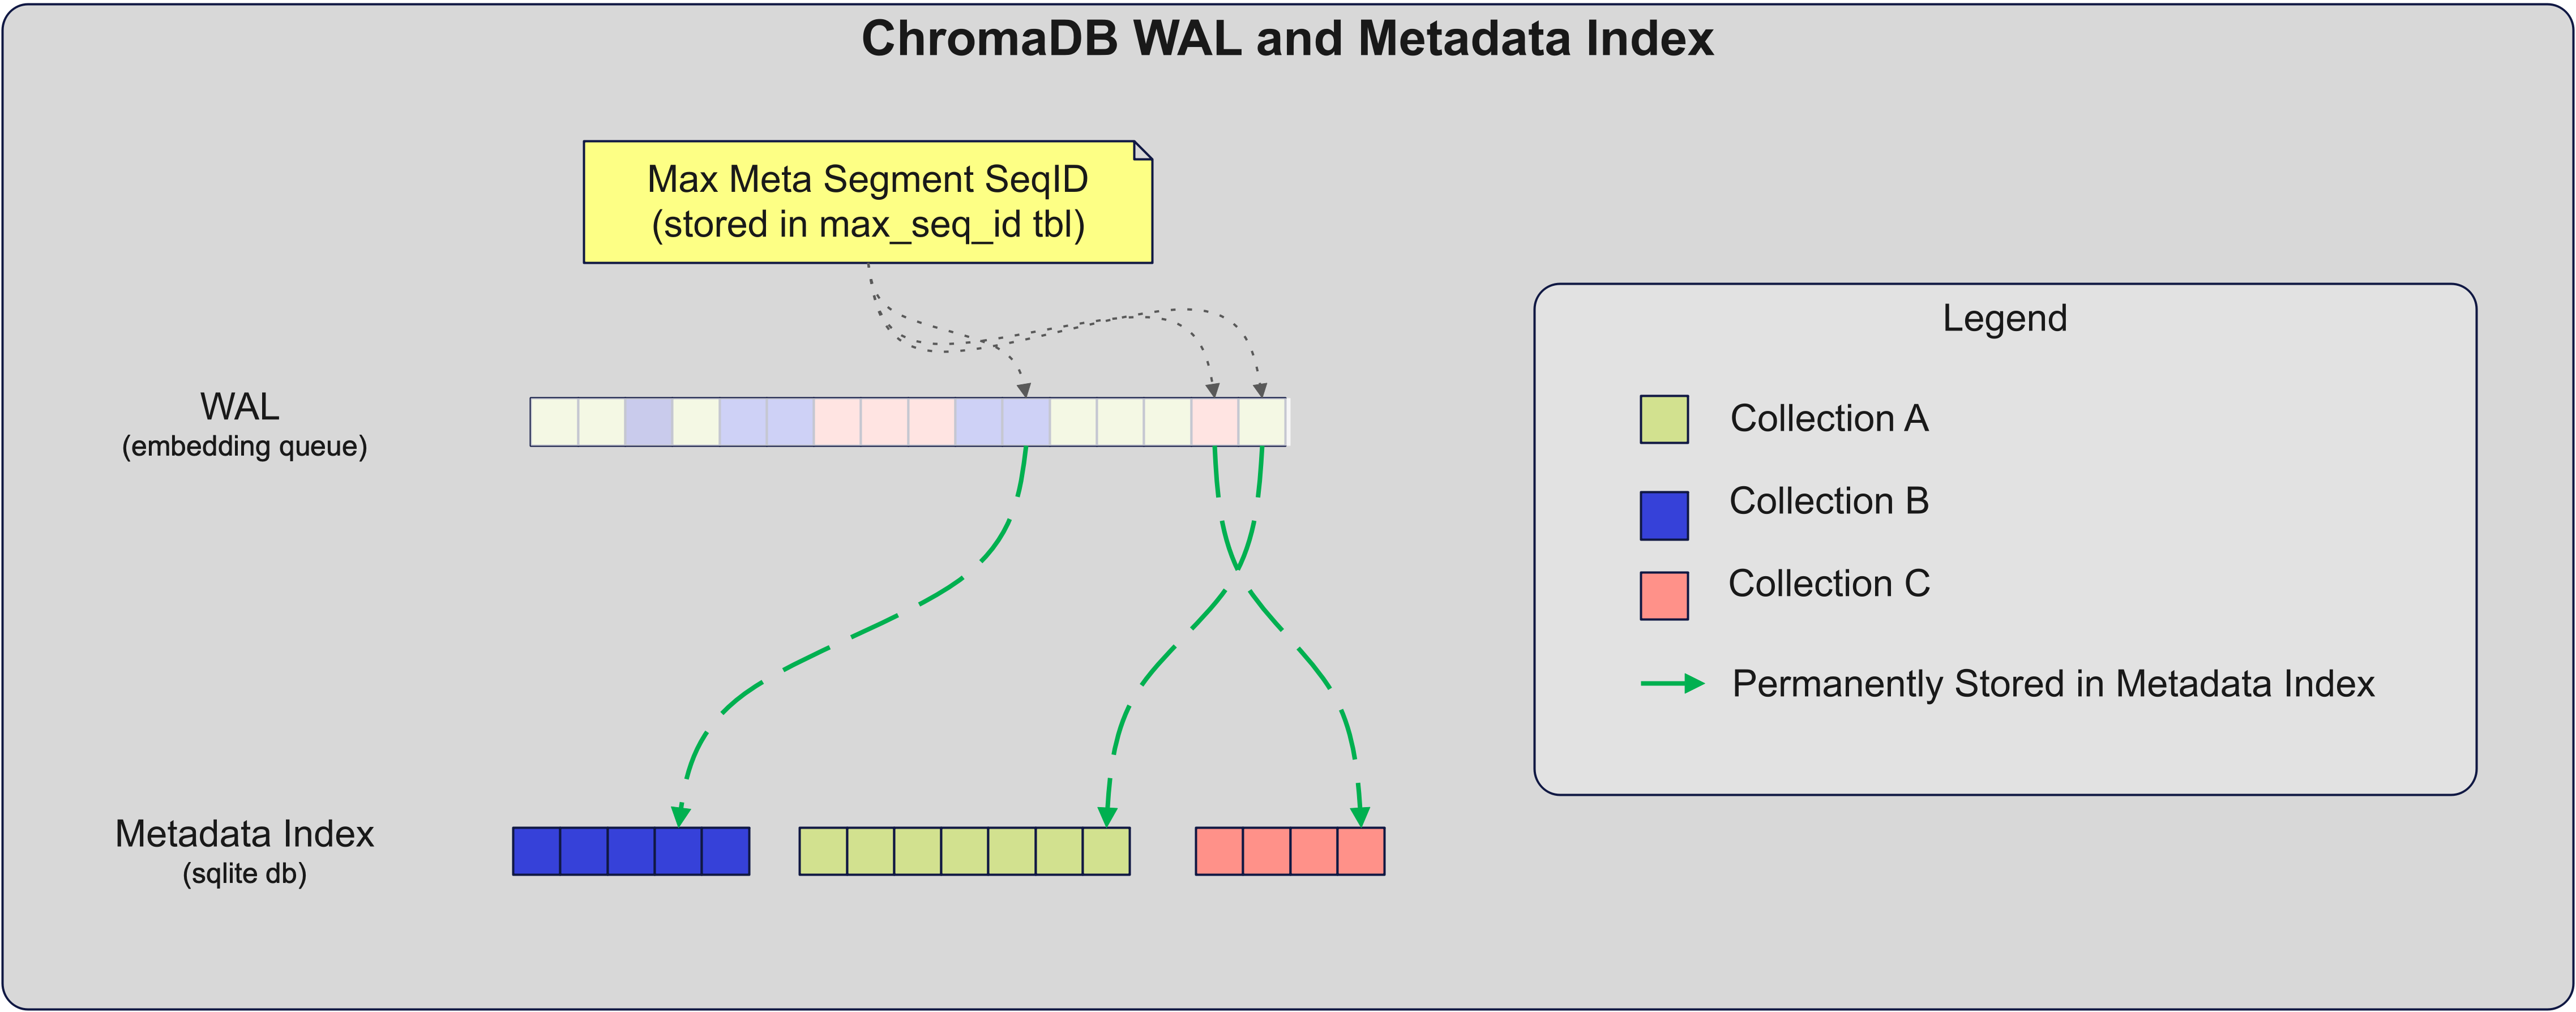 ChromaDB WAL and Metadata Index
Max Meta Segment SeqID
(stored in max_seq_id tbl)
Legend
WAL
(embedding queue)
Collection A
Collection B
Collection C
Permanently Stored in Metadata Index
Metadata Index
(sqlite db)